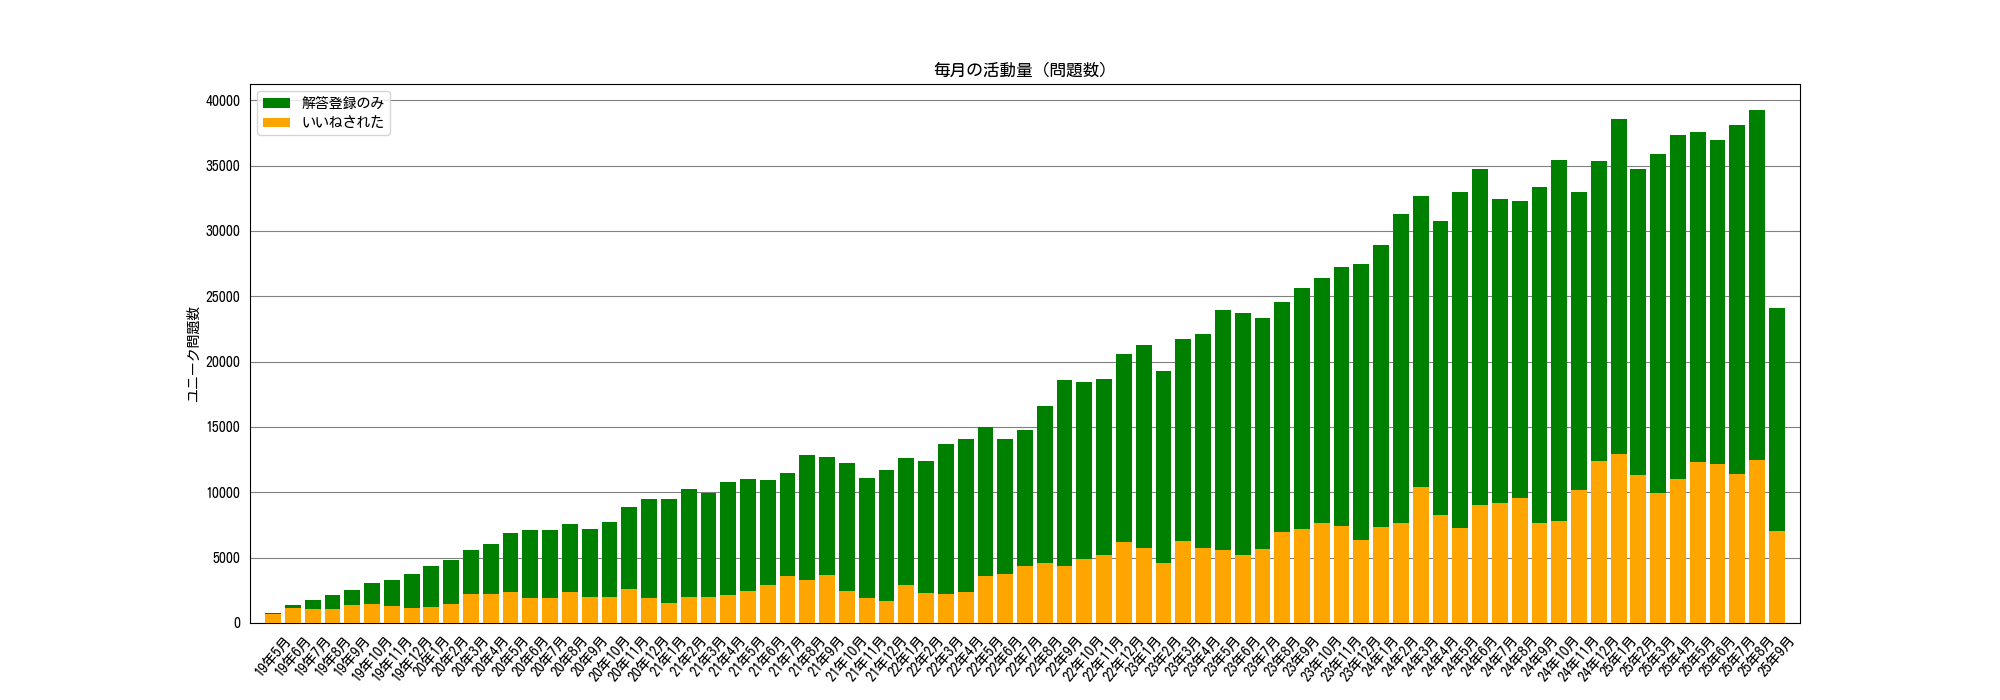 毎月の活動量（問題数）
解答登録のみ
いいねされた
ユニーク問題数
40000
35000
30000
25000
20000
15000
10000
5000
0
19年5月
19年6月
19年7月
19年8月
19年9月
19年10月
19年11月
19年12月
20年1月
20年2月
20年3月
20年4月
20年5月
20年6月
20年7月
20年8月
20年9月
20年10月
20年11月
20年12月
21年1月
21年2月
21年3月
21年4月
21年5月
21年6月
21年7月
21年8月
21年9月
21年10月
21年11月
21年12月
22年1月
22年2月
22年3月
22年4月
22年5月
22年6月
22年7月
22年8月
22年9月
22年10月
22年11月
22年12月
23年1月
23年2月
23年3月
23年4月
23年5月
23年6月
23年7月
23年8月
23年9月
23年10月
23年11月
23年12月
24年1月
24年2月
24年3月
24年4月
24年5月
24年6月
24年7月
24年8月
24年9月
24年10月
24年11月
24年12月
25年1月
25年2月
25年3月
25年4月
25年5月
25年6月
25年7月
25年8月
25年9月